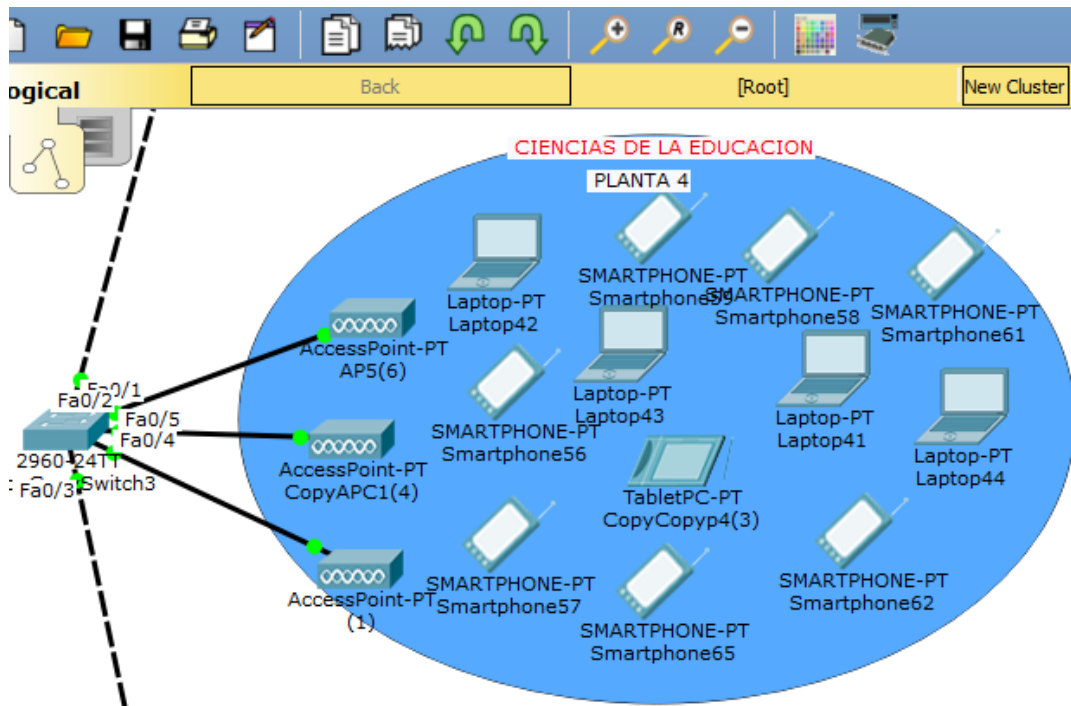 ogical
Back
[Root]
New Cluster
R
CIENCIAS DE LA EDUCACION
PLANTA 4
Laptop-PT
Laptop42
SMARTPHONE-PT
Smartphone59
SMARTPHONE-PT
Smartphone58
SMARTPHONE-PT
Smartphone61
AccessPoint-PT
AP5(6)
SMARTPHONE-PT
Smartphone56
Laptop-PT
Laptop43
Laptop-PT
Laptop41
Laptop-PT
Laptop44
Fa0/1
Fa0/2
Fa0/5
Fa0/4
2960-24TT
Switch3
Fa0/3
AccessPoint-PT
CopyAPC1(4)
TabletPC-PT
CopyCopyp4(3)
AccessPoint-PT
(1)
SMARTPHONE-PT
Smartphone57
SMARTPHONE-PT
Smartphone65
SMARTPHONE-PT
Smartphone62